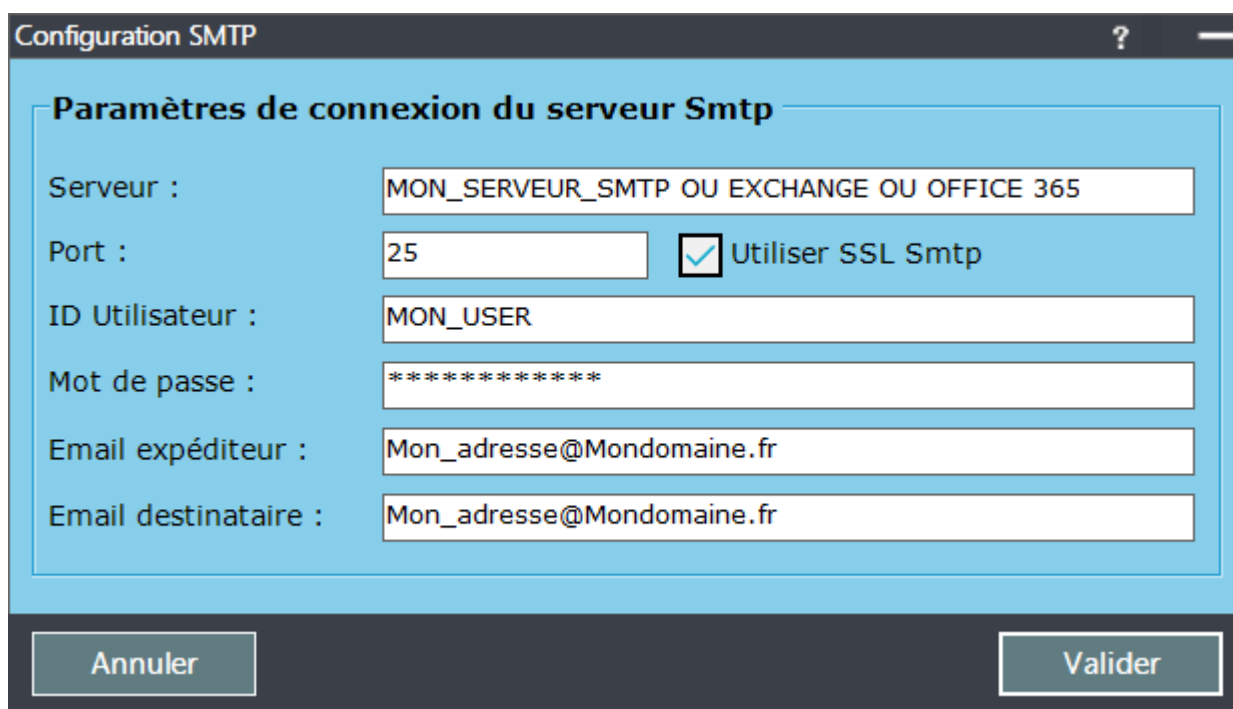 Configuration SMTP ?
Paramètres de connexion du serveur Smtp
Serveur : MON_SERVEUR_SMTP OU EXCHANGE OU OFFICE 365
Port : 25 Utiliser SSL Smtp
ID Utilisateur : MON_USER
Mot de passe : ************
Email expéditeur : Mon_adresse@Mondomaine.fr
Email destinataire : Mon_adresse@Mondomaine.fr
Annuler Valider